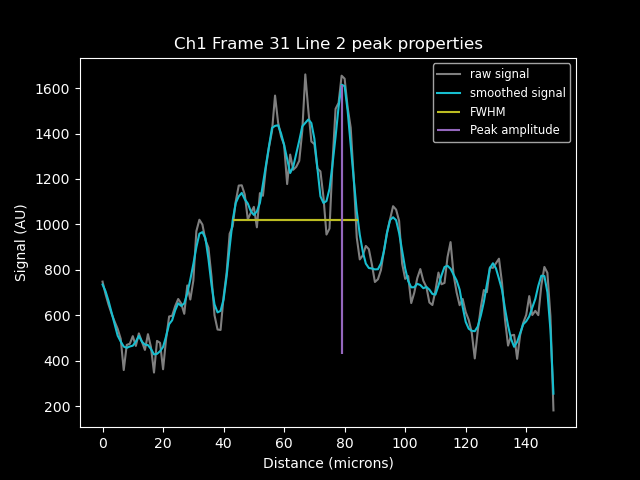 Ch1 Frame 31 Line 2 peak properties
raw signal
smoothed signal
FWHM
Peak amplitude
Signal (AU)
1600
1400
1200
1000
800
600
400
200
0 20 40 60 80 100 120 140
Distance (microns)